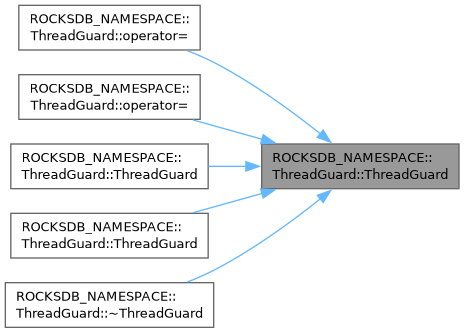 ROCKSDB_NAMESPACE::
ThreadGuard::operator=
ROCKSDB_NAMESPACE::
ThreadGuard::operator=
ROCKSDB_NAMESPACE::
ThreadGuard::ThreadGuard
ROCKSDB_NAMESPACE::
ThreadGuard::ThreadGuard
ROCKSDB_NAMESPACE::
ThreadGuard::ThreadGuard
ROCKSDB_NAMESPACE::
ThreadGuard::~ThreadGuard